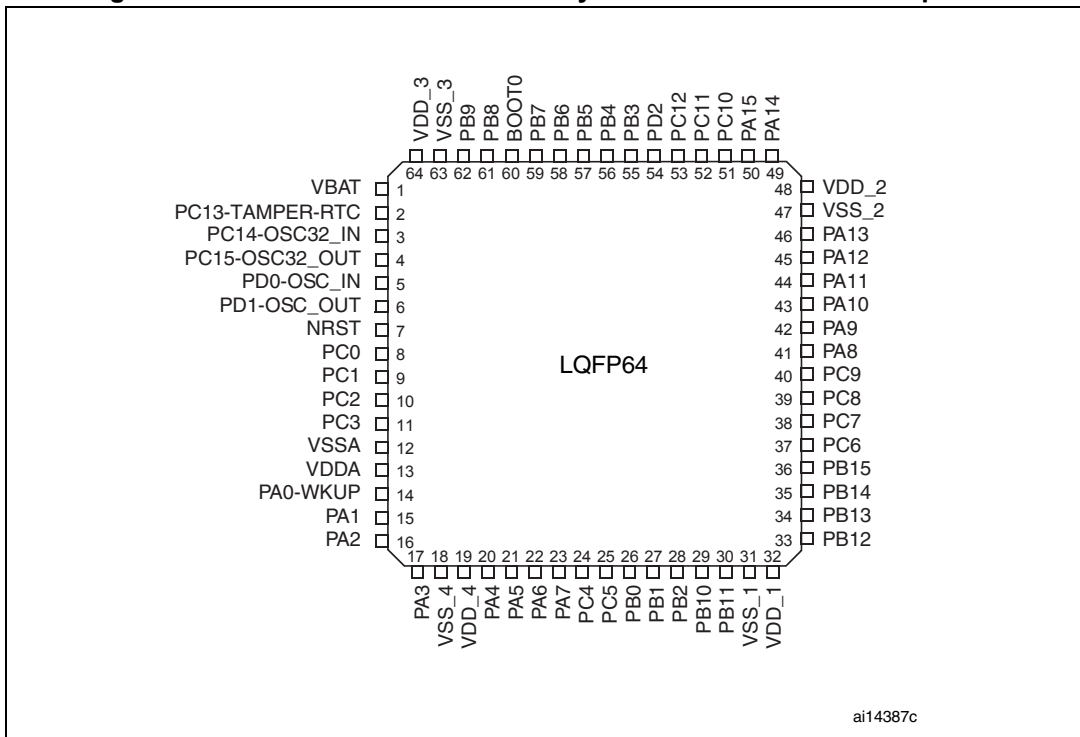 VDD_3
VSS_3
PB9
PB8
BOOT0
PB7
PB6
PB5
PB4
PB3
PD2
PC12
PC11
PC10
PA15
PA14
64 63 62 61 60 59 58 57 56 55 54 53 52 51 50 49
VBAT 1
PC13-TAMPER-RTC 2
PC14-OSC32_IN 3
PC15-OSC32_OUT 4
PD0-OSC_IN 5
PD1-OSC_OUT 6
NRST 7
PC0 8
PC1 9
PC2 10
PC3 11
VSSA 12
VDDA 13
PA0-WKUP 14
PA1 15
PA2 16
LQFP64
48 VDD_2
47 VSS_2
46 PA13
45 PA12
44 PA11
43 PA10
42 PA9
41 PA8
40 PC9
39 PC8
38 PC7
37 PC6
36 PB15
35 PB14
34 PB13
33 PB12
17 18 19 20 21 22 23 24 25 26 27 28 29 30 31 32
PA3
VSS_4
VDD_4
PA4
PA5
PA6
PA7
PC4
PC5
PB0
PB1
PB2
PB10
PB11
VSS_1
VDD_1
ai14387c